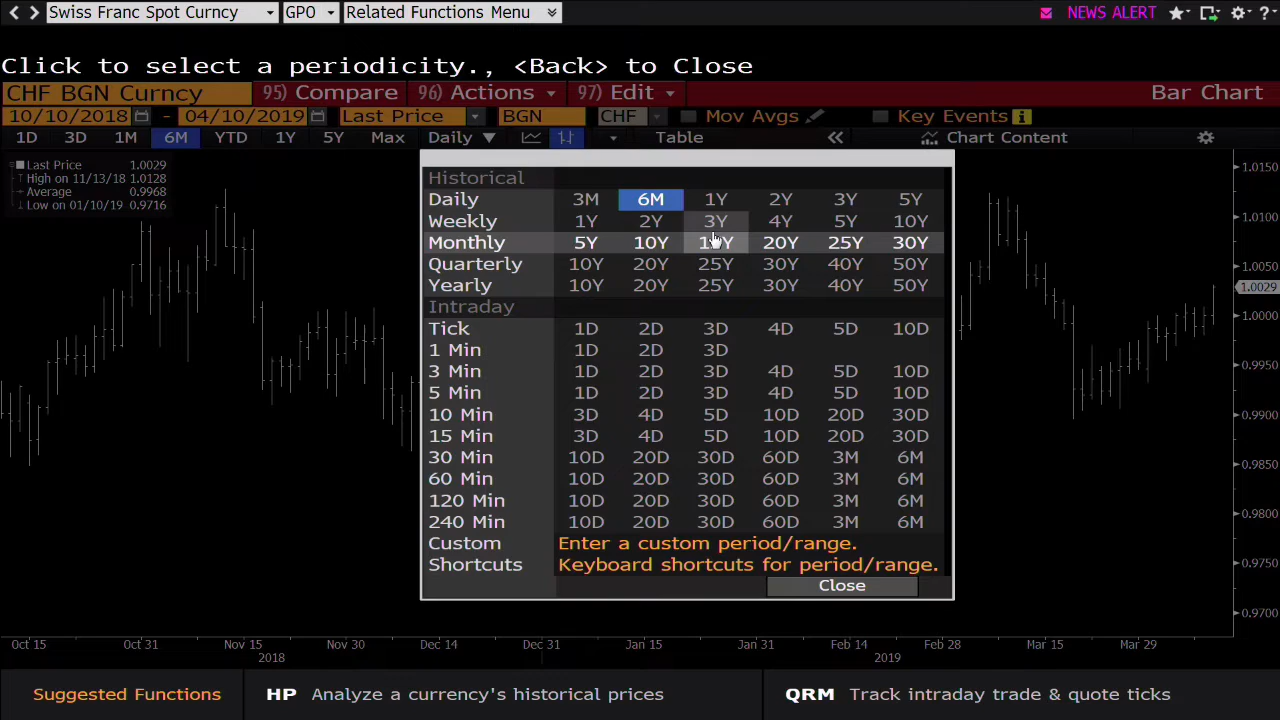 Swiss Franc Spot Curncy GPO Related Functions Menu NEWS ALERT ?
Click to select a periodicity., <Back> to Close
CHF BGN Curncy 95) Compare 96) Actions 97) Edit Bar Chart
10/10/2018 - 04/10/2019 Last Price BGN CHF Mov Avgs Key Events i
1D 3D 1M 6M YTD 1Y 5Y Max Daily ▼ Table « Chart Content
Last Price 1.0029
High on 11/13/18 1.0128
Average 0.9968
Low on 01/10/19 0.9716
Historical
Daily 3M 6M 1Y 2Y 3Y 5Y
Weekly 1Y 2Y 3Y 4Y 5Y 10Y
Monthly 5Y 10Y 20Y 25Y 30Y
Quarterly 10Y 20Y 25Y 30Y 40Y 50Y
Yearly 10Y 20Y 25Y 30Y 40Y 50Y
Intraday
Tick 1D 2D 3D 4D 5D 10D
1 Min 1D 2D 3D
3 Min 1D 2D 3D 4D 5D 10D
5 Min 1D 2D 3D 4D 5D 10D
10 Min 3D 4D 5D 10D 20D 30D
15 Min 3D 4D 5D 10D 20D 30D
30 Min 10D 20D 30D 60D 3M 6M
60 Min 10D 20D 30D 60D 3M 6M
120 Min 10D 20D 30D 60D 3M 6M
240 Min 10D 20D 30D 60D 3M 6M
Custom Enter a custom period/range.
Shortcuts Keyboard shortcuts for period/range.
Close
1.0150
1.0100
1.0050
1.0029
1.0000
0.9950
0.9900
0.9850
0.9800
0.9750
0.9700
Oct 15 Oct 31 Nov 15 Nov 30 Dec 14 Dec 31 Jan 15 Jan 31 Feb 14 Feb 28 Mar 15 Mar 29
2018 2019
Suggested Functions HP Analyze a currency's historical prices QRM Track intraday trade & quote ticks